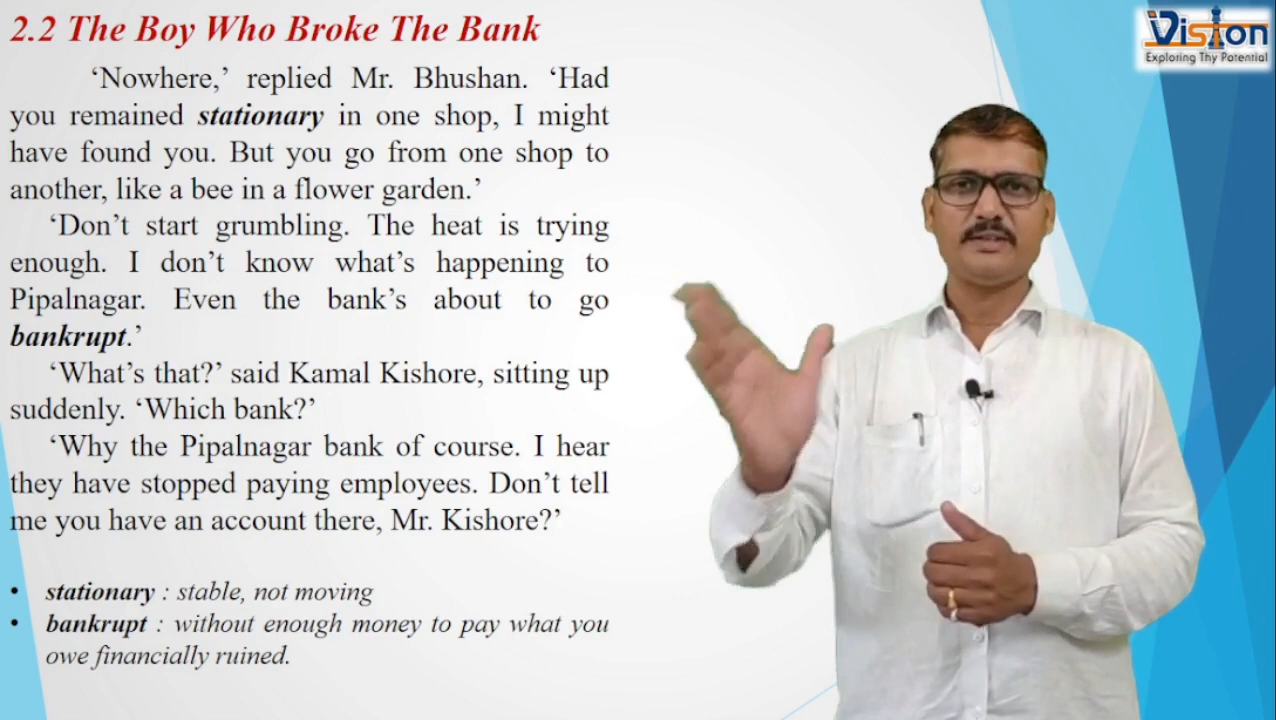 2.2 The Boy Who Broke The Bank
Vision
Exploring Thy Potential
‘Nowhere,’ replied Mr. Bhushan. ‘Had
you remained stationary in one shop, I might
have found you. But you go from one shop to
another, like a bee in a flower garden.’
‘Don’t start grumbling. The heat is trying
enough. I don’t know what’s happening to
Pipalnagar. Even the bank’s about to go
bankrupt.’
‘What’s that?’ said Kamal Kishore, sitting up
suddenly. ‘Which bank?’
‘Why the Pipalnagar bank of course. I hear
they have stopped paying employees. Don’t tell
me you have an account there, Mr. Kishore?’
• stationary : stable, not moving
• bankrupt : without enough money to pay what you
owe financially ruined.